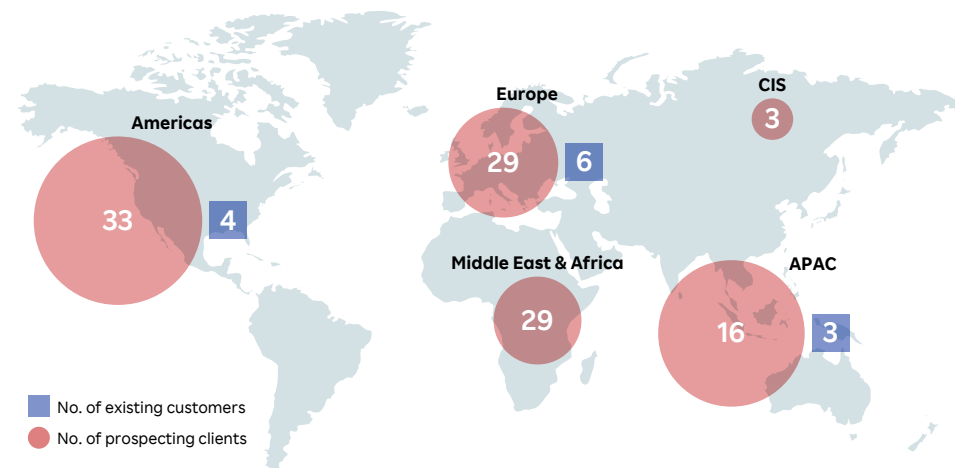 CIS
3
Europe
29
6
Americas
33
4
Middle East & Africa
29
APAC
16
3
No. of existing customers
No. of prospecting clients